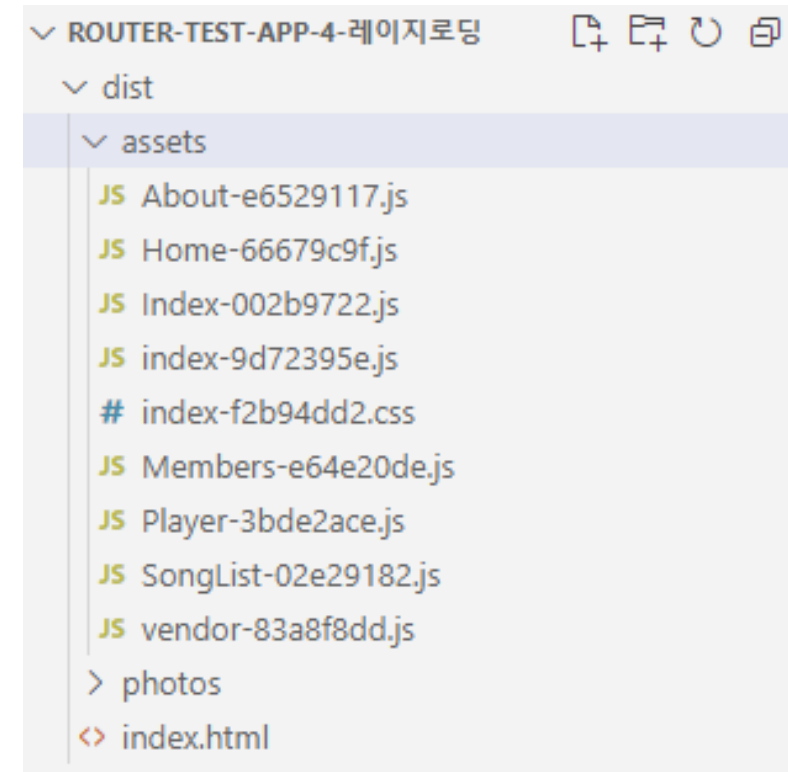 ROUTER-TEST-APP-4-레이지로딩
dist
assets
JS About-e6529117.js
JS Home-66679c9f.js
JS Index-002b9722.js
JS index-9d72395e.js
# index-f2b94dd2.css
JS Members-e64e20de.js
JS Player-3bde2ace.js
JS SongList-02e29182.js
JS vendor-83a8f8dd.js
photos
<> index.html